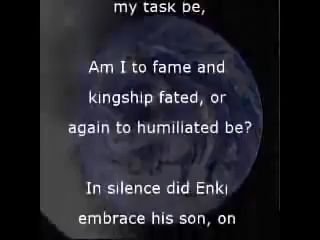 my task be,
Am I to fame and
kingship fated, or
again to humiliated be?
In silence did Enki
embrace his son, on